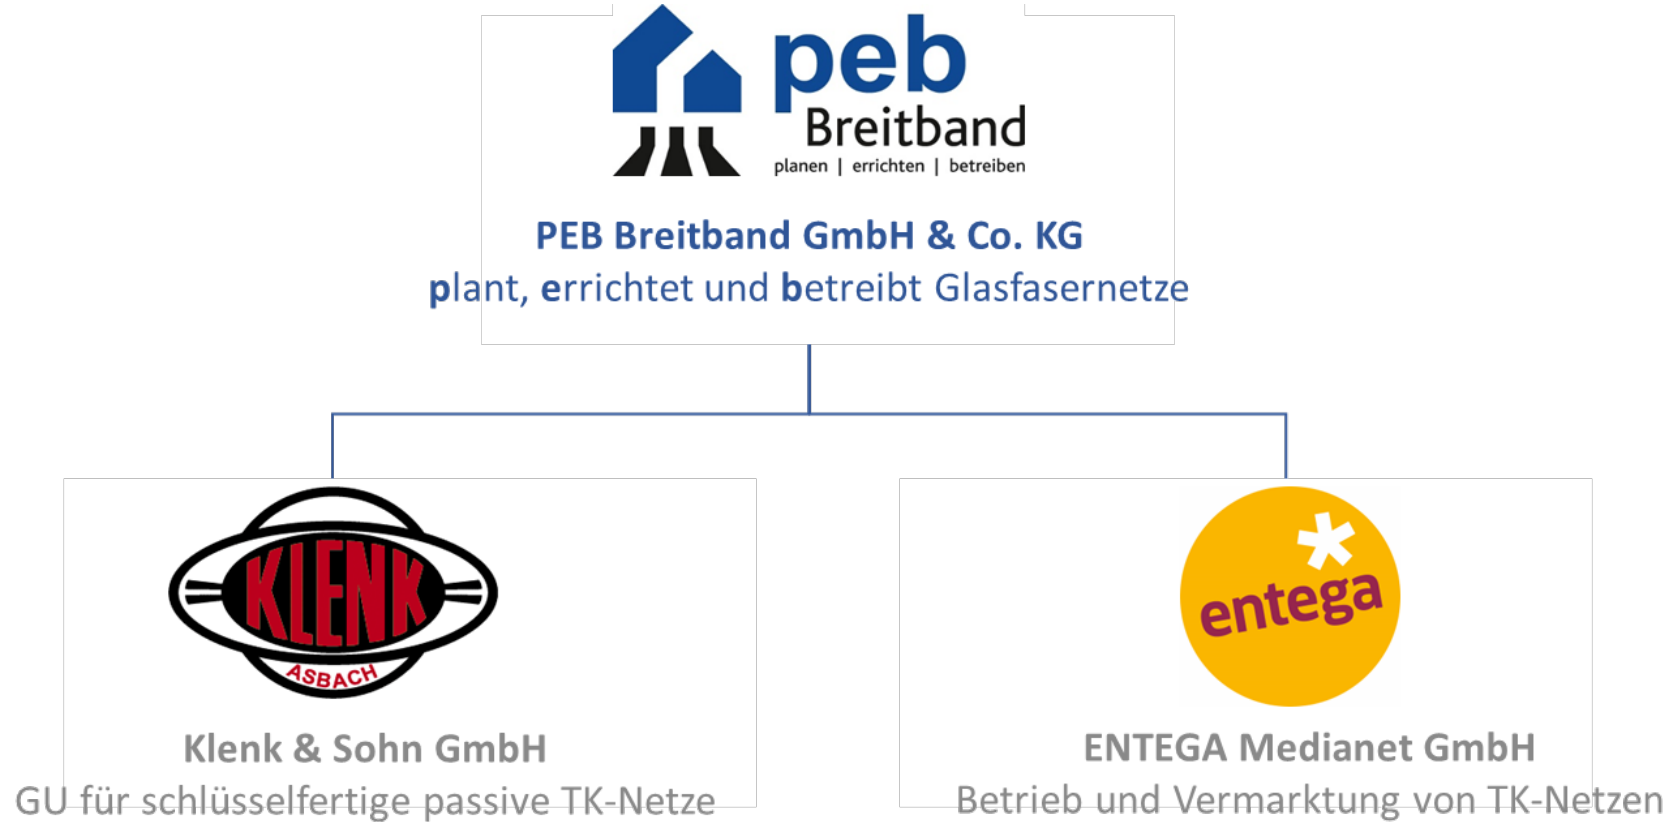 peb
Breitband
planen | errichten | betreiben
PEB Breitband GmbH & Co. KG
plant, errichtet und betreibt Glasfasernetze
KLENK
ASBACH
Klenk & Sohn GmbH
GU für schlüsselfertige passive TK-Netze
entega
ENTEGA Medianet GmbH
Betrieb und Vermarktung von TK-Netzen